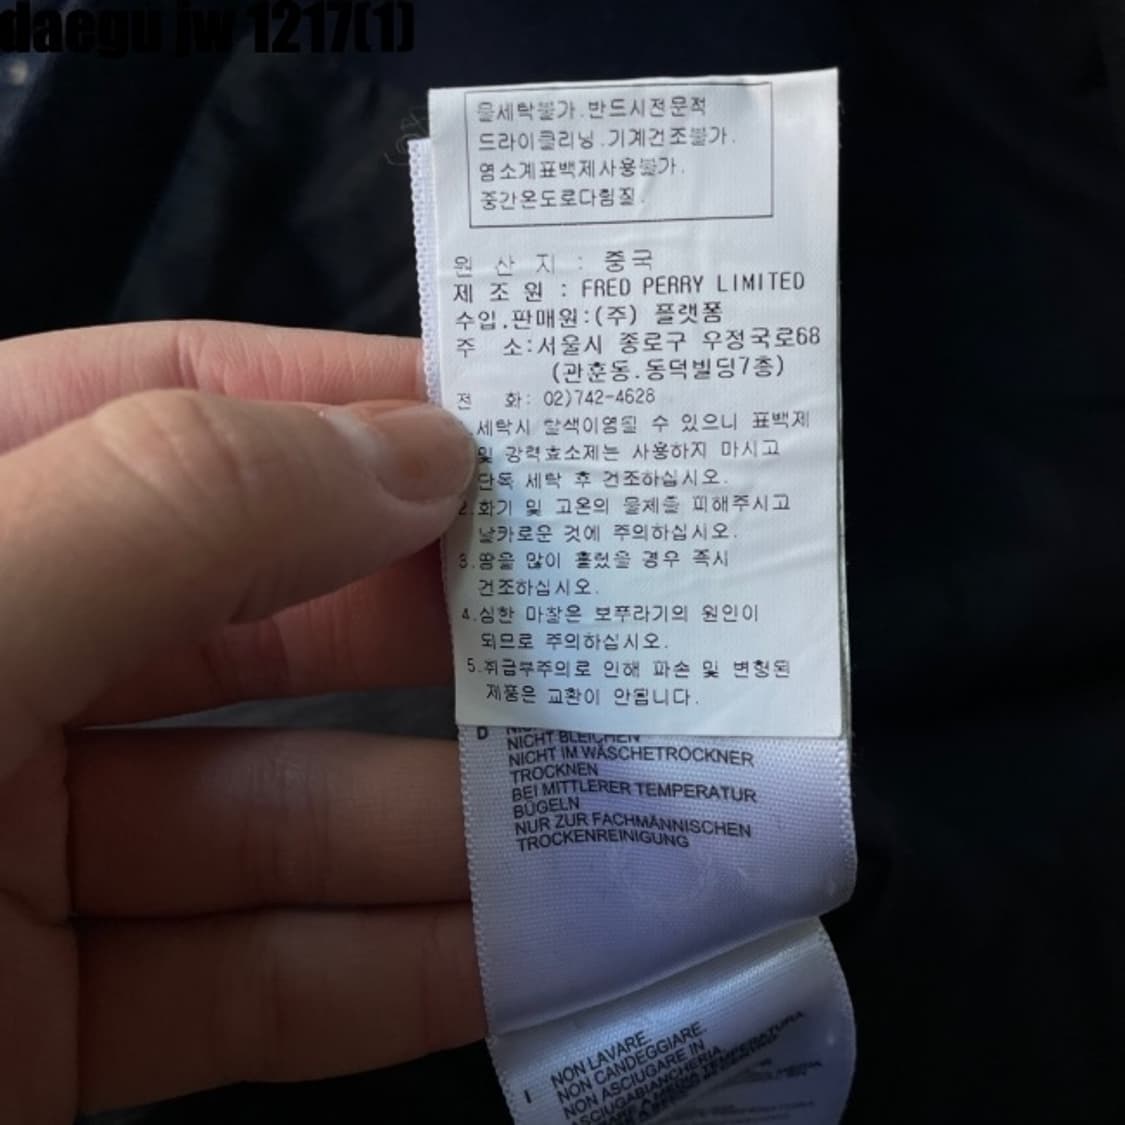 daegu jw 1217(1)
물세탁불가.반드시전문적
드라이클리닝.기계건조불가.
염소계표백제사용불가.
중간온도로다림질.
원 산 지 : 중국
제 조 원 : FRED PERRY LIMITED
수입.판매원:(주) 플랫폼
주 소:서울시 종로구 우정국로68
(관훈동.동덕빌딩7층)
전 화: 02)742-4628
세탁시 탈색이염될 수 있으니 표백제
및 강력효소제는 사용하지 마시고
단독 세탁 후 건조하십시오.
2.화기 및 고온의 물체를 피해주시고
날카로운 것에 주의하십시오.
3.땀을 많이 흘렸을 경우 즉시
건조하십시오.
4.심한 마찰은 보푸라기의 원인이
되므로 주의하십시오.
5.취급부주의로 인해 파손 및 변형된
제품은 교환이 안됩니다.
D
NICHT BLEICHEN
NICHT IM WÄSCHETROCKNER
TROCKNEN
BEI MITTLERER TEMPERATUR
BÜGELN
NUR ZUR FACHMÄNNISCHEN
TROCKENREINIGUNG
I NON LAVARE.
NON CANDEGGIARE.
NON ASCIUGARE IN
ASCIUGABIANCHERIA
TEMPERATURA